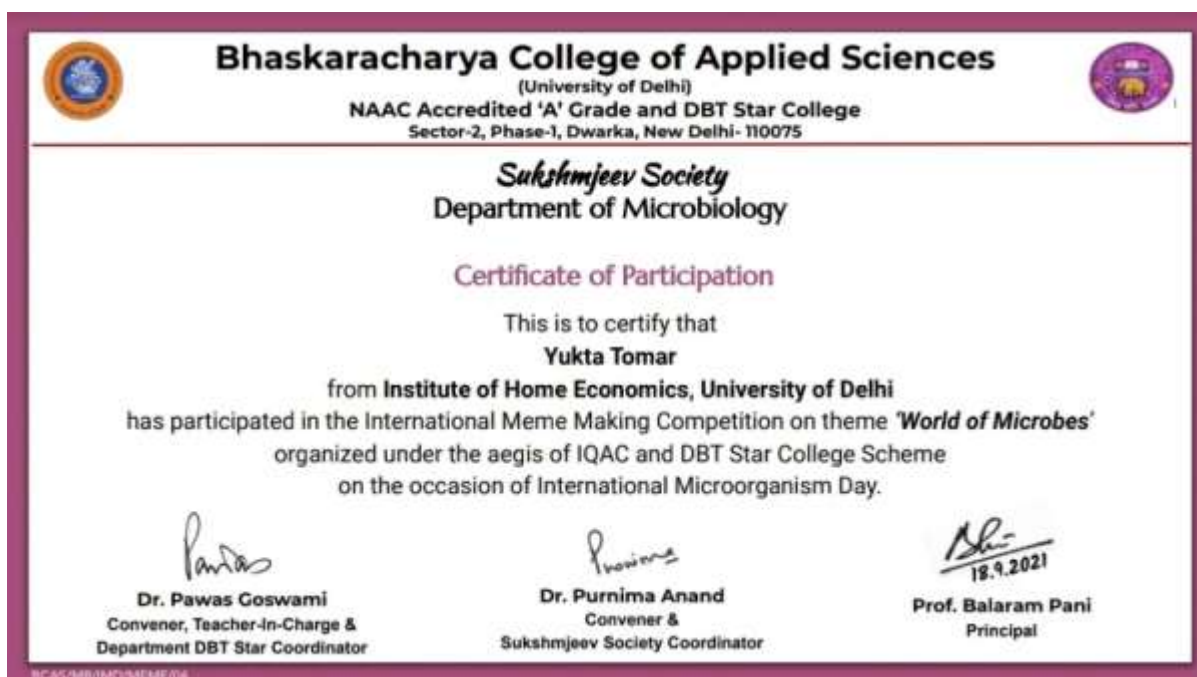 Bhaskaracharya College of Applied Sciences
(University of Delhi)
NAAC Accredited 'A' Grade and DBT Star College
Sector-2, Phase-1, Dwarka, New Delhi- 110075
Sukshmjeev Society
Department of Microbiology
Certificate of Participation
This is to certify that
Yukta Tomar
from Institute of Home Economics, University of Delhi
has participated in the International Meme Making Competition on theme 'World of Microbes'
organized under the aegis of IQAC and DBT Star College Scheme
on the occasion of International Microorganism Day.
18.9.2021
Dr. Pawas Goswami
Convener, Teacher-In-Charge &
Department DBT Star Coordinator
Dr. Purnima Anand
Convener &
Sukshmjeev Society Coordinator
Prof. Balaram Pani
Principal